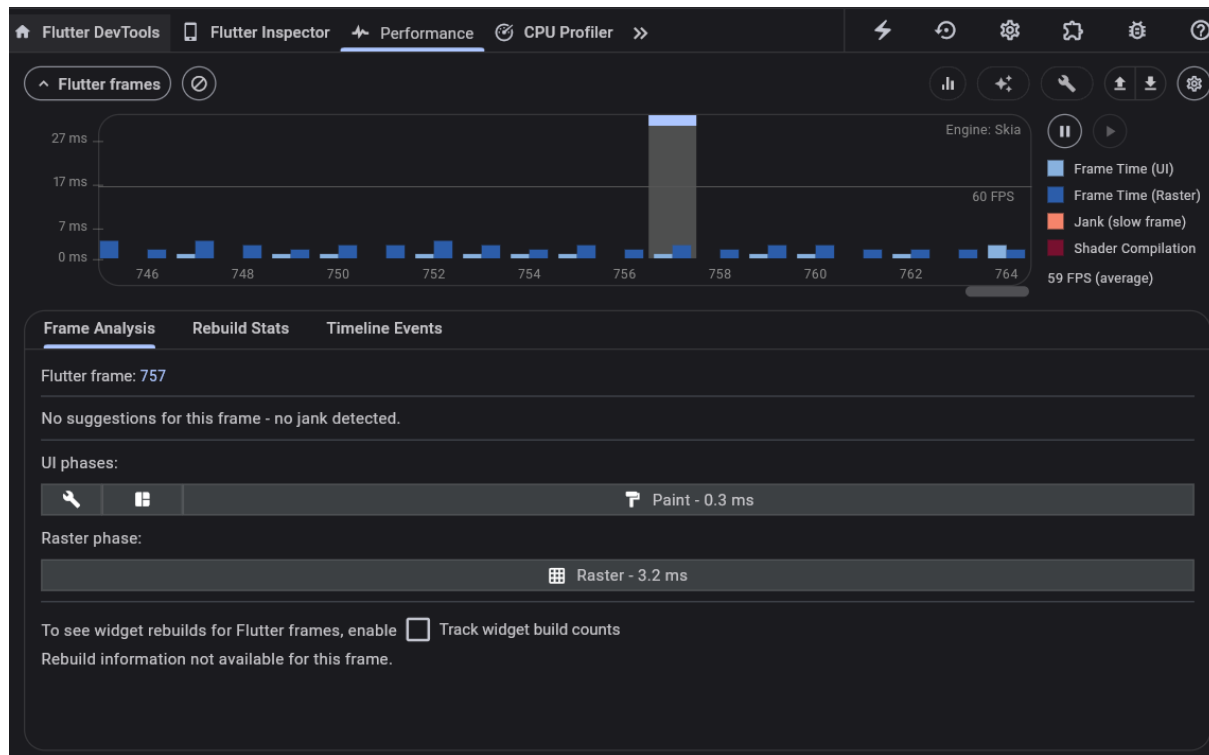 Flutter DevTools Flutter Inspector Performance CPU Profiler
Flutter frames
27 ms
Engine: Skia
17 ms
60 FPS
7 ms
0 ms
746 748 750 752 754 756 758 760 762 764
Frame Time (UI)
Frame Time (Raster)
Jank (slow frame)
Shader Compilation
59 FPS (average)
Frame Analysis Rebuild Stats Timeline Events
Flutter frame: 757
No suggestions for this frame - no jank detected.
UI phases:
Paint - 0.3 ms
Raster phase:
Raster - 3.2 ms
To see widget rebuilds for Flutter frames, enable Track widget build counts
Rebuild information not available for this frame.